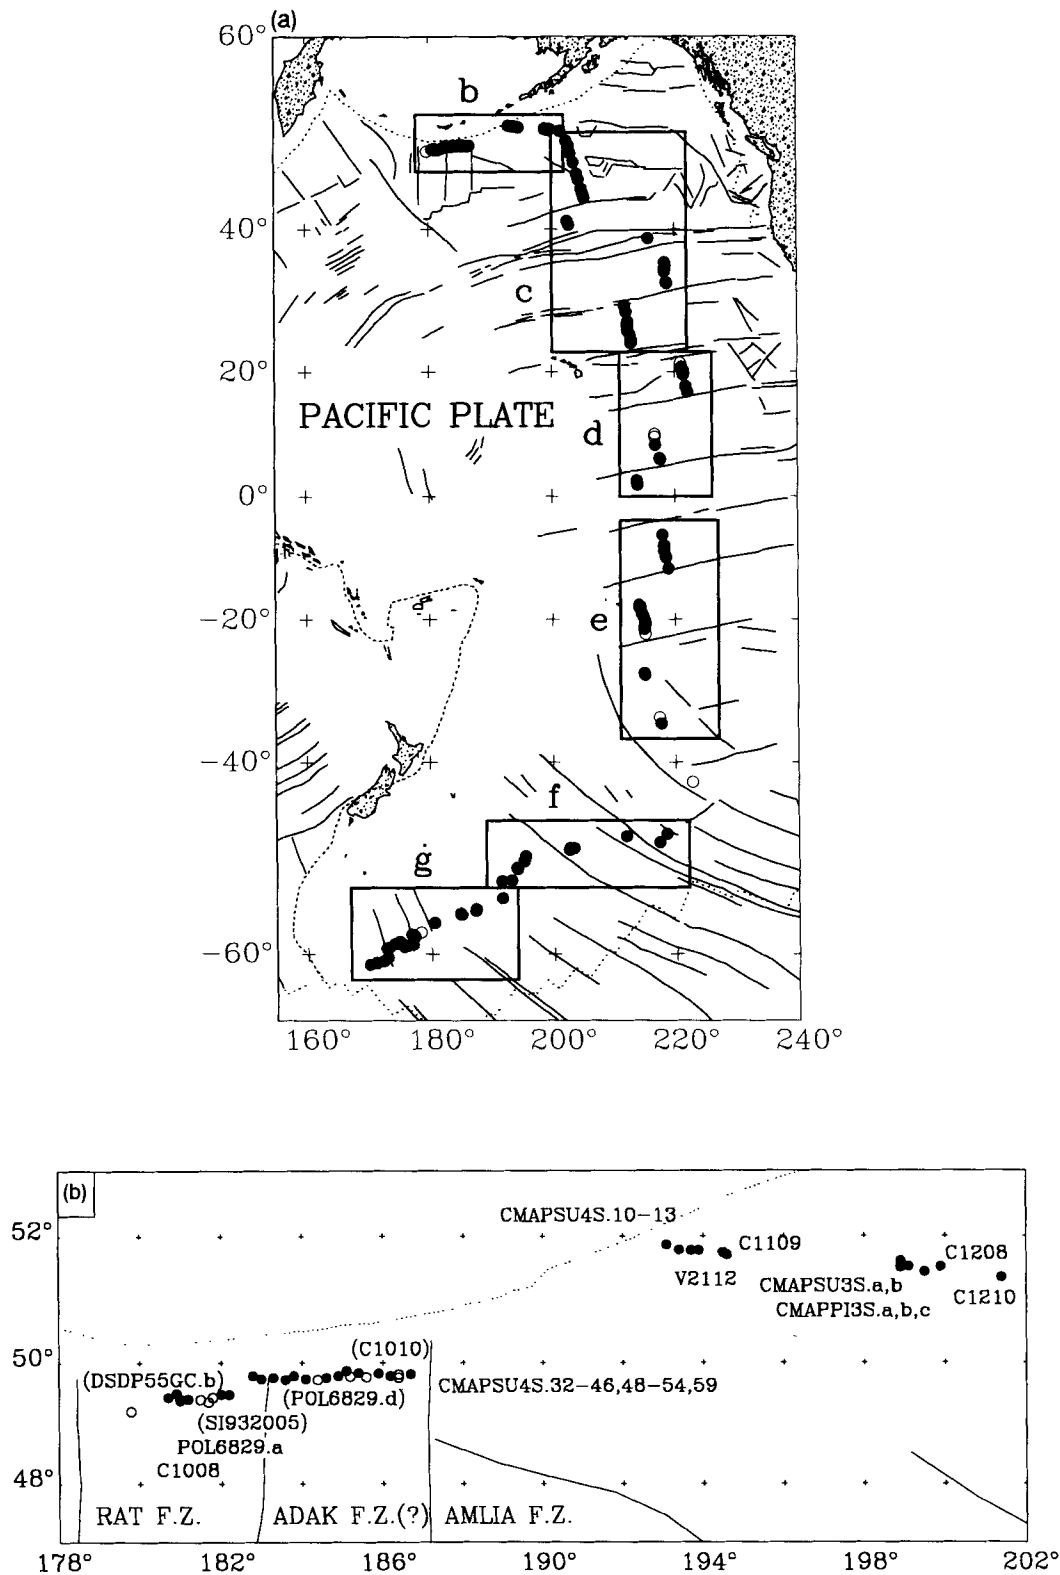 (a)
60°
b
40°
c
20°
PACIFIC PLATE
d
0°
−20°
e
−40°
f
g
−60°
160° 180° 200° 220° 240°
(b)
52°
CMAPSU4S.10−13
C1109
C1208
V2112
CMAPSU3S.a,b
C1210
CMAPPI3S.a,b,c
50°
(C1010)
(DSDP55GC.b)
CMAPSU4S.32−46,48−54,59
(POL6829.d)
(SI932005)
POL6829.a
C1008
48°
RAT F.Z. ADAK F.Z.(?) AMLIA F.Z.
178° 182° 186° 190° 194° 198° 202°